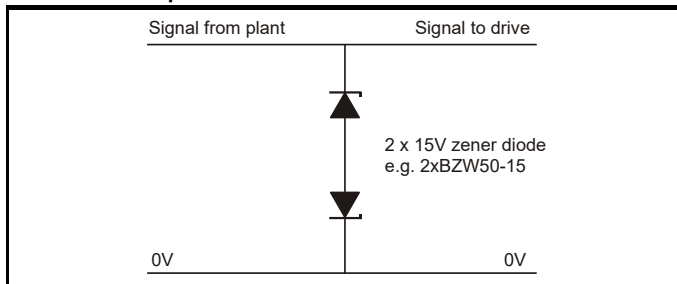 Signal from plant
Signal to drive
2 x 15V zener diode
e.g. 2xBZW50-15
0V
0V